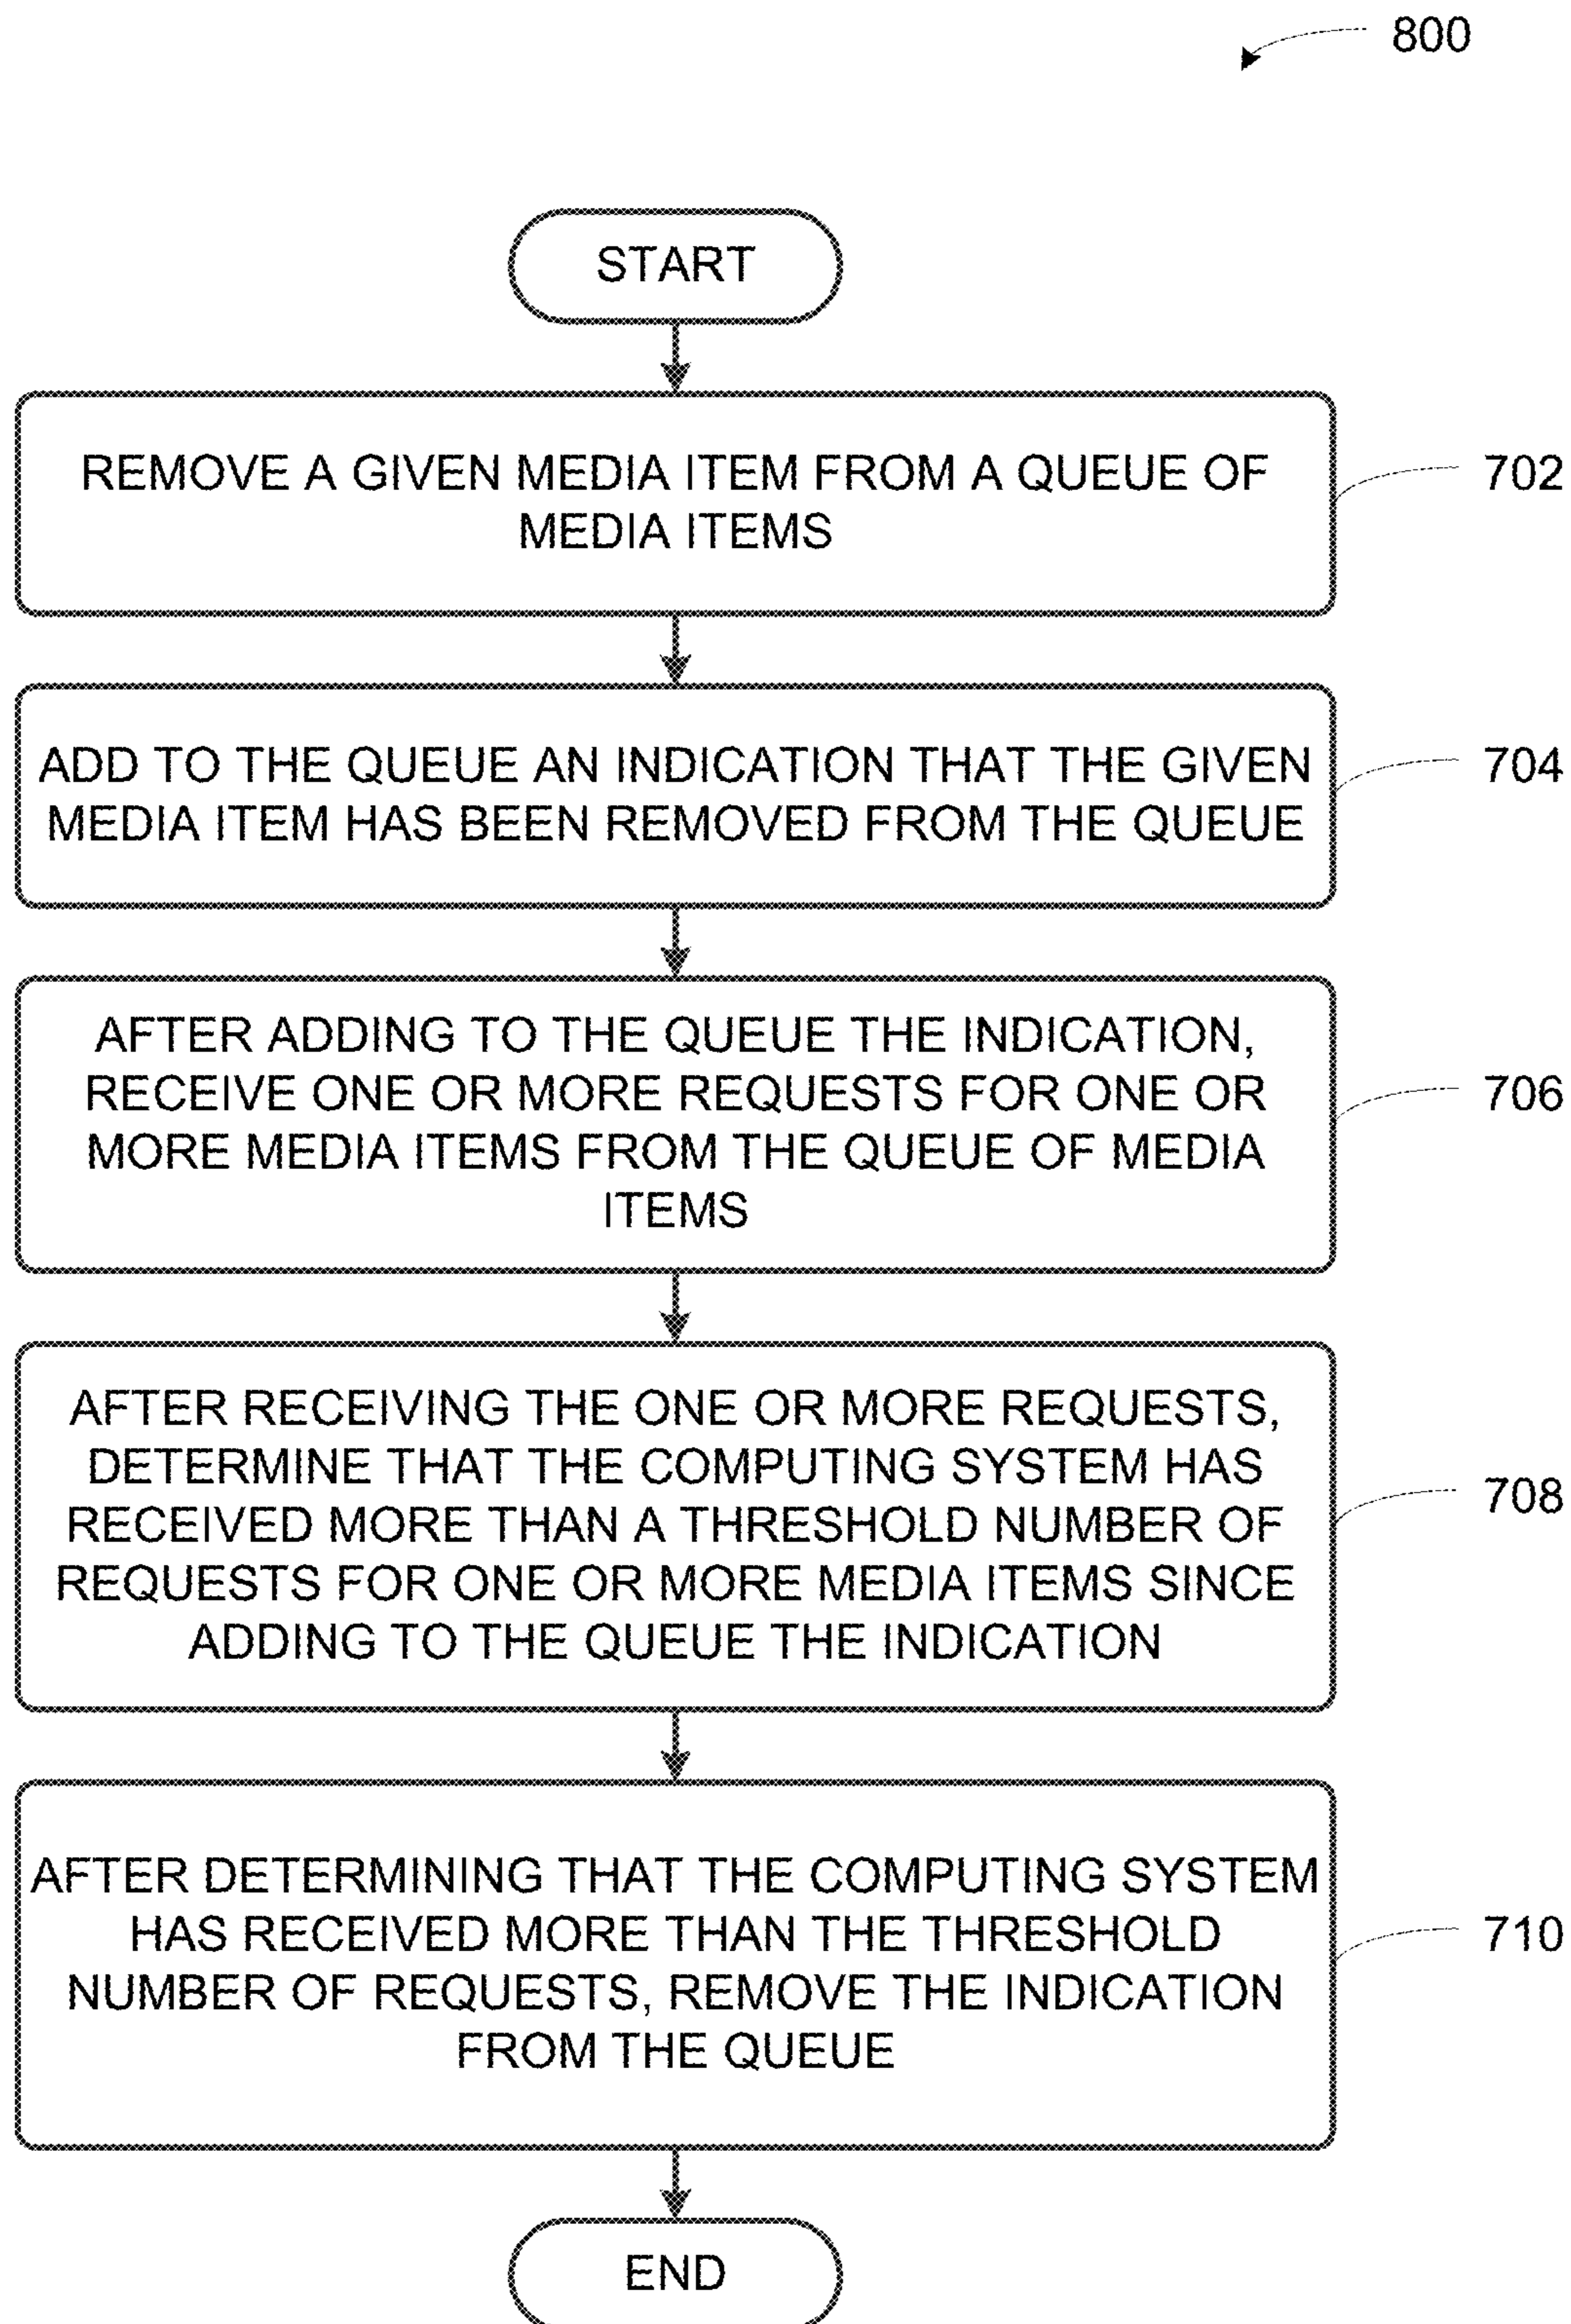 800
START
REMOVE A GIVEN MEDIA ITEM FROM A QUEUE OF
MEDIA ITEMS
702
ADD TO THE QUEUE AN INDICATION THAT THE GIVEN
MEDIA ITEM HAS BEEN REMOVED FROM THE QUEUE
704
AFTER ADDING TO THE QUEUE THE INDICATION,
RECEIVE ONE OR MORE REQUESTS FOR ONE OR
MORE MEDIA ITEMS FROM THE QUEUE OF MEDIA
ITEMS
706
AFTER RECEIVING THE ONE OR MORE REQUESTS,
DETERMINE THAT THE COMPUTING SYSTEM HAS
RECEIVED MORE THAN A THRESHOLD NUMBER OF
REQUESTS FOR ONE OR MORE MEDIA ITEMS SINCE
ADDING TO THE QUEUE THE INDICATION
708
AFTER DETERMINING THAT THE COMPUTING SYSTEM
HAS RECEIVED MORE THAN THE THRESHOLD
NUMBER OF REQUESTS, REMOVE THE INDICATION
FROM THE QUEUE
710
END